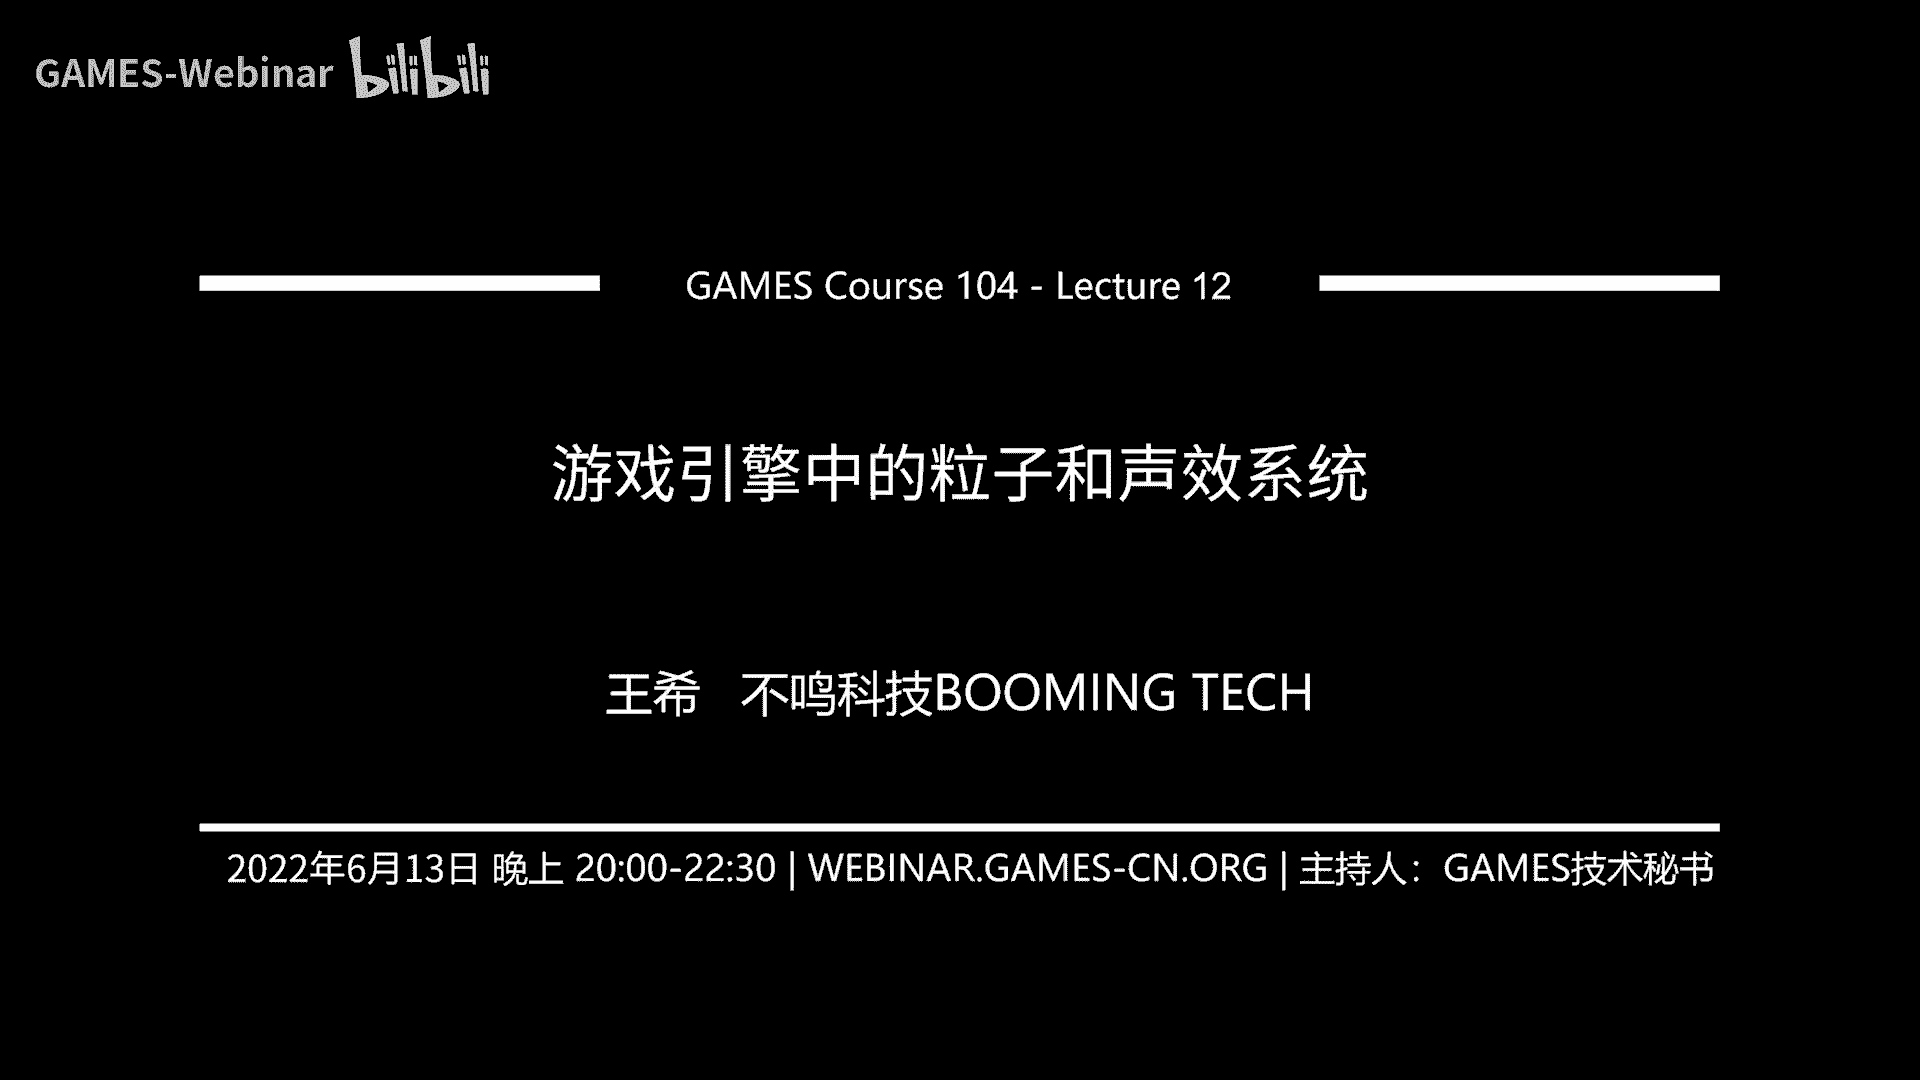 GAMES-Webinar bilibili
GAMES Course 104 - Lecture 12
游戏引擎中的粒子和声效系统
王希 不鸣科技BOOMING TECH
2022年6月13日 晚上 20:00-22:30 | WEBINAR.GAMES-CN.ORG | 主持人：GAMES技术秘书